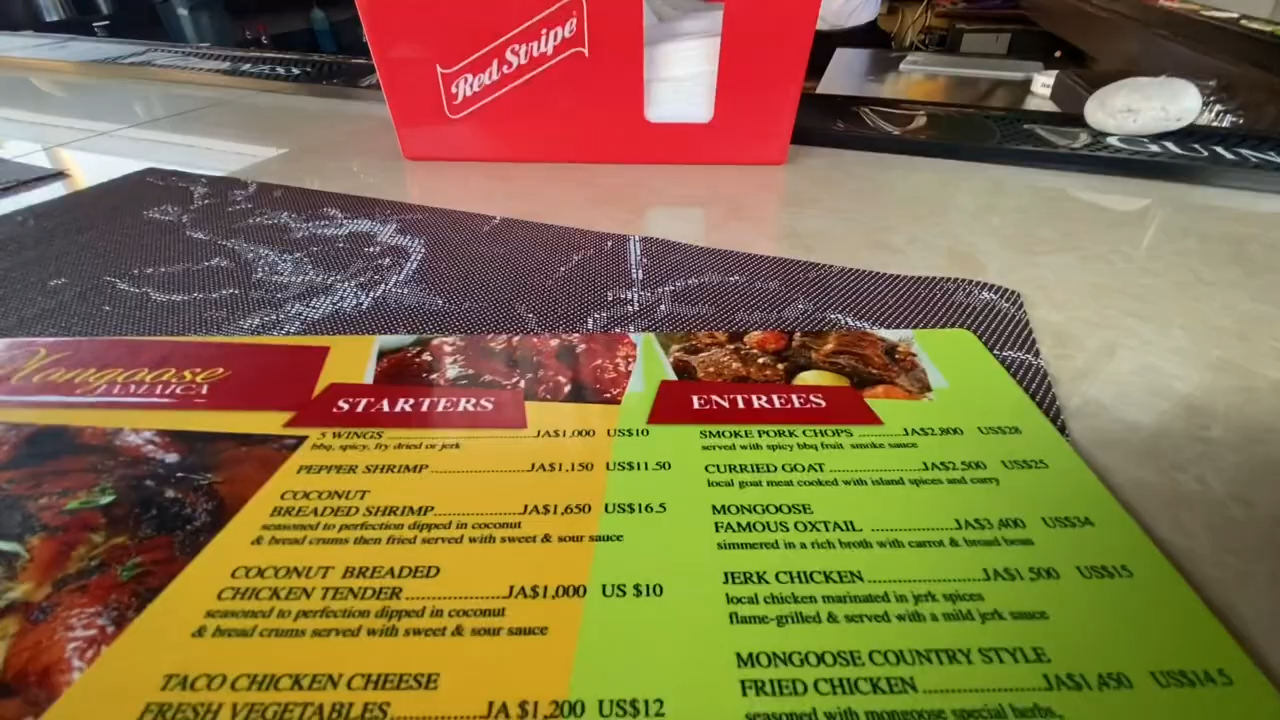 Red Stripe
GUIN
Mongoose
JAMAICA
STARTERS
5 WINGS ........ JA$1,000 US$10
bbq, spicy, fry dried or jerk
PEPPER SHRIMP ........ JA$1,150 US$11.50
COCONUT
BREADED SHRIMP ........ JA$1,650 US$16.5
seasoned to perfection dipped in coconut
& bread crums then fried served with sweet & sour sauce
COCONUT BREADED
CHICKEN TENDER ........ JA$1,000 US $10
seasoned to perfection dipped in coconut
& bread crums served with sweet & sour sauce
TACO CHICKEN CHEESE
FRESH VEGETABLES ........ JA $1,200 US$12
ENTREES
SMOKE PORK CHOPS ........ JA$2,800 US$28
served with spicy bbq fruit smoke sauce
CURRIED GOAT ........ JA$2,500 US$25
local goat meat cooked with island spices and curry
MONGOOSE
FAMOUS OXTAIL ........ JA$3,400 US$34
simmered in a rich broth with carrot & broad bean
JERK CHICKEN ........ JA$1,500 US$15
local chicken marinated in jerk spices
flame-grilled & served with a mild jerk sauce
MONGOOSE COUNTRY STYLE
FRIED CHICKEN ........ JA$1,450 US$14.5
seasoned with mongoose special herbs,